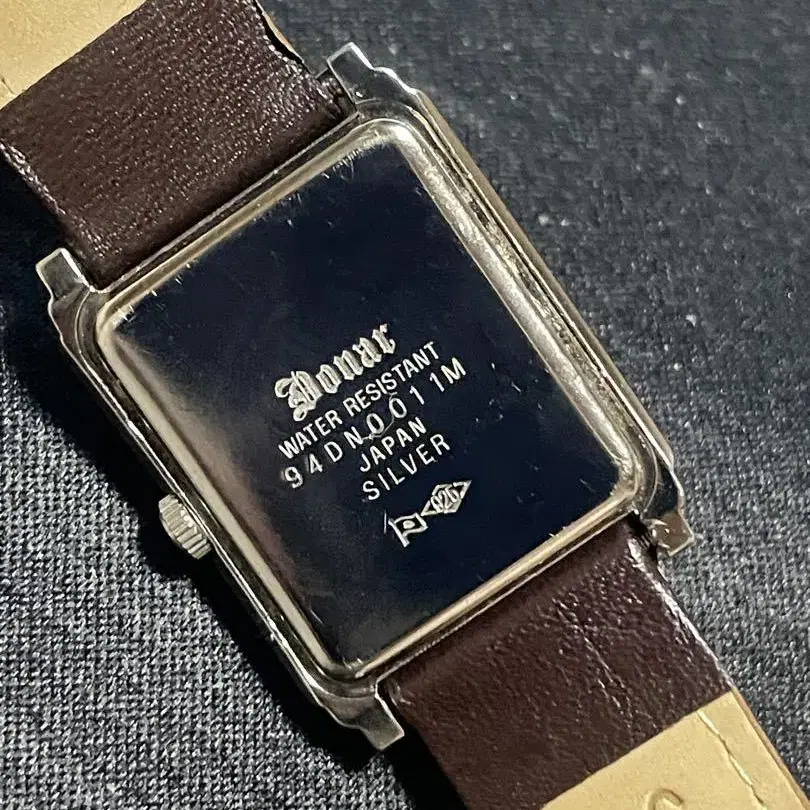 Donar
WATER RESISTANT
94DN0011M
JAPAN
SILVER